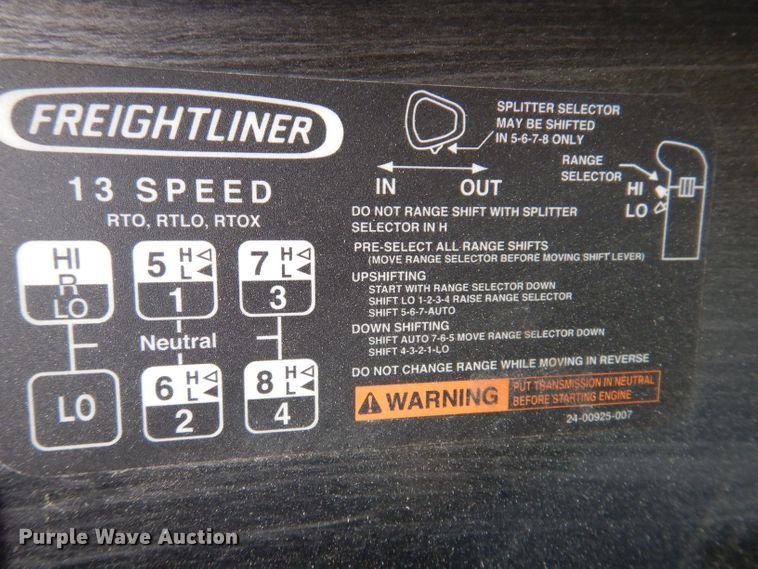 FREIGHTLINER
13 SPEED
RTO, RTLO, RTOX
HI
R
LO
5 H
L
1
7 H
L
3
Neutral
LO
6 H
L
2
8 H
L
4
SPLITTER SELECTOR
MAY BE SHIFTED
IN 5-6-7-8 ONLY
IN OUT
RANGE
SELECTOR
HI
LO
DO NOT RANGE SHIFT WITH SPLITTER
SELECTOR IN H
PRE-SELECT ALL RANGE SHIFTS
(MOVE RANGE SELECTOR BEFORE MOVING SHIFT LEVER)
UPSHIFTING
START WITH RANGE SELECTOR DOWN
SHIFT LO 1-2-3-4 RAISE RANGE SELECTOR
SHIFT 5-6-7-AUTO
DOWN SHIFTING
SHIFT AUTO 7-6-5 MOVE RANGE SELECTOR DOWN
SHIFT 4-3-2-1-LO
DO NOT CHANGE RANGE WHILE MOVING IN REVERSE
WARNING
PUT TRANSMISSION IN NEUTRAL
BEFORE STARTING ENGINE
24-00925-007
Purple Wave Auction